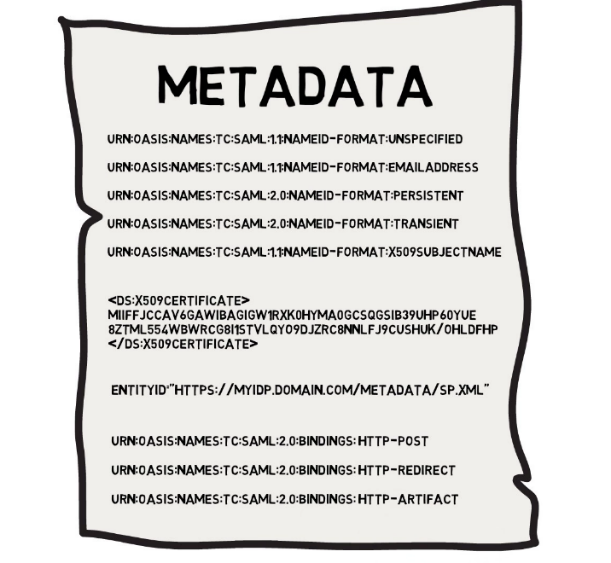 METADATA
URN:OASIS:NAMES:TC:SAML:1.1:NAMEID-FORMAT:UNSPECIFIED
URN:OASIS:NAMES:TC:SAML:1.1:NAMEID-FORMAT:EMAILADDRESS
URN:OASIS:NAMES:TC:SAML:2.0:NAMEID-FORMAT:PERSISTENT
URN:OASIS:NAMES:TC:SAML:2.0:NAMEID-FORMAT:TRANSIENT
URN:OASIS:NAMES:TC:SAML:1.1:NAMEID-FORMAT:X509SUBJECTNAME
<DS:X509CERTIFICATE>
MIIFFJCCAV6GAWIBAGIGW1RXK0HYMA0GCSQGSIB39UHP60YUE
8ZTML554WBWRCG8I1STVLQYO9DJZRC8NNLFJ9CUSHUK/OHLDFHP
</DS:X509CERTIFICATE>
ENTITYID'"HTTPS://MYIDP.DOMAIN.COM/METADATA/SP.XML"
URN:OASIS:NAMES:TC:SAML:2.0:BINDINGS:HTTP-POST
URN:OASIS:NAMES:TC:SAML:2.0:BINDINGS:HTTP-REDIRECT
URN:OASIS:NAMES:TC:SAML:2.0:BINDINGS:HTTP-ARTIFACT